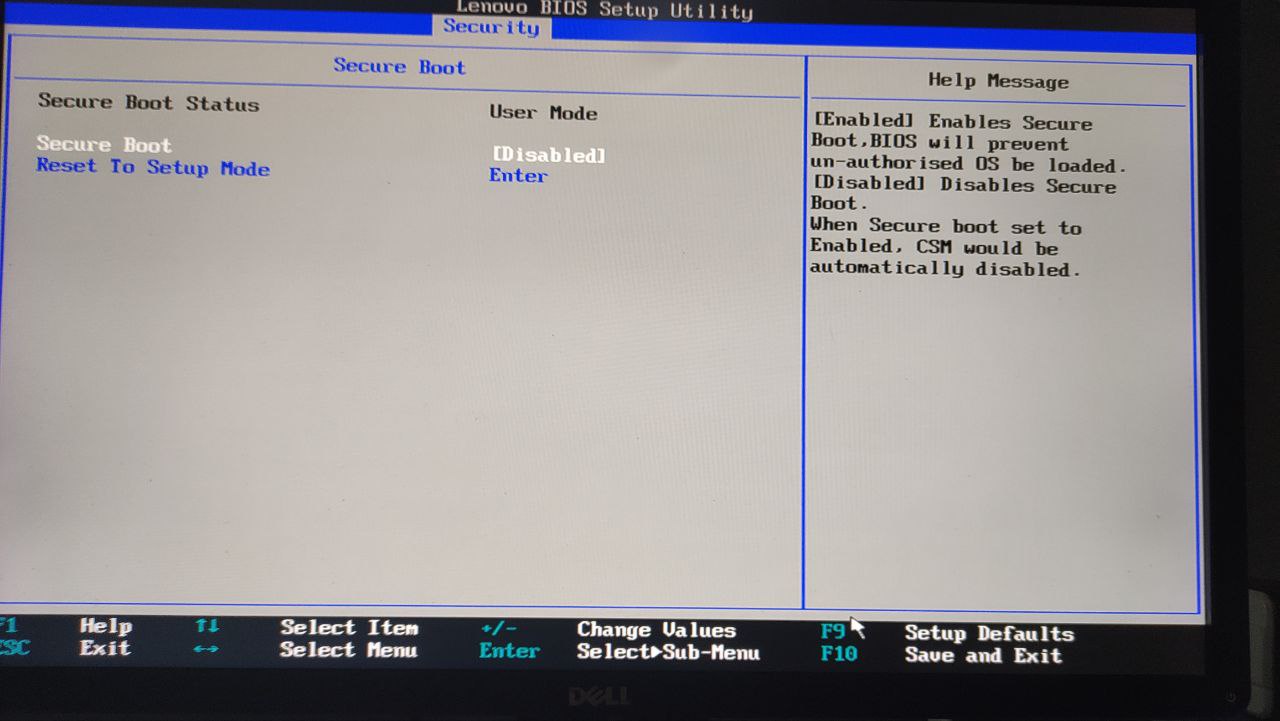 Lenovo BIOS Setup Utility
Security
Secure Boot
Secure Boot Status User Mode
Secure Boot [Disabled]
Reset To Setup Mode Enter
Help Message
[Enabled] Enables Secure
Boot,BIOS will prevent
un-authorised OS be loaded.
[Disabled] Disables Secure
Boot.
When Secure boot set to
Enabled, CSM would be
automatically disabled.
F1 Help ↑↓ Select Item +/- Change Values F9 Setup Defaults
ESC Exit ↔ Select Menu Enter Select▶Sub-Menu F10 Save and Exit
DELL